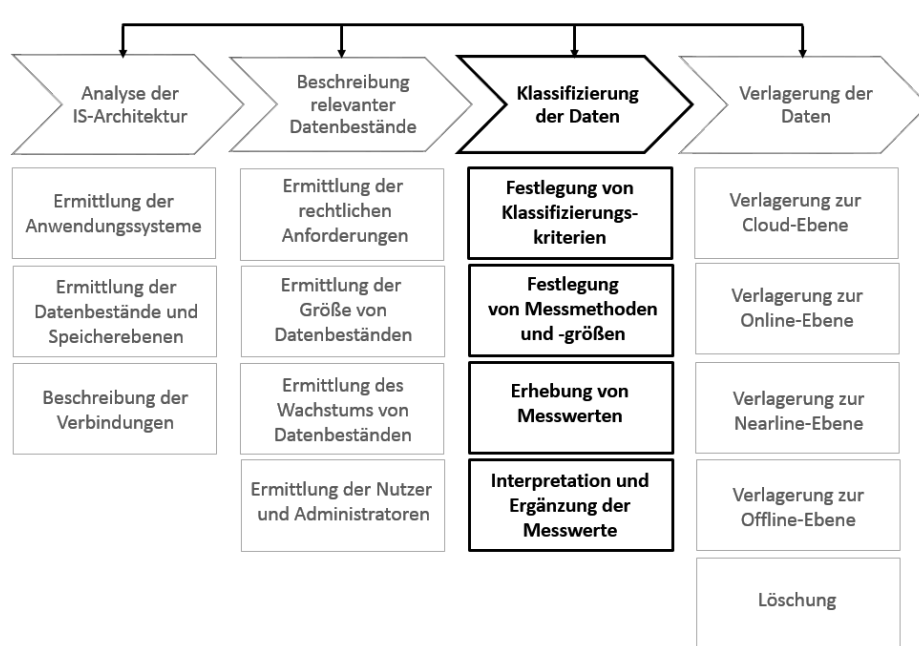 Analyse der
IS-Architektur
Beschreibung
relevanter
Datenbestände
Klassifizierung
der Daten
Verlagerung der
Daten
Ermittlung der
Anwendungssysteme
Ermittlung der
Datenbestände und
Speicherebenen
Beschreibung der
Verbindungen
Ermittlung der
rechtlichen
Anforderungen
Ermittlung der
Größe von
Datenbeständen
Ermittlung des
Wachstums von
Datenbeständen
Ermittlung der Nutzer
und Administratoren
Festlegung von
Klassifizierungs-
kriterien
Festlegung
von Messmethoden
und -größen
Erhebung von
Messwerten
Interpretation und
Ergänzung der
Messwerte
Verlagerung zur
Cloud-Ebene
Verlagerung zur
Online-Ebene
Verlagerung zur
Nearline-Ebene
Verlagerung zur
Offline-Ebene
Löschung